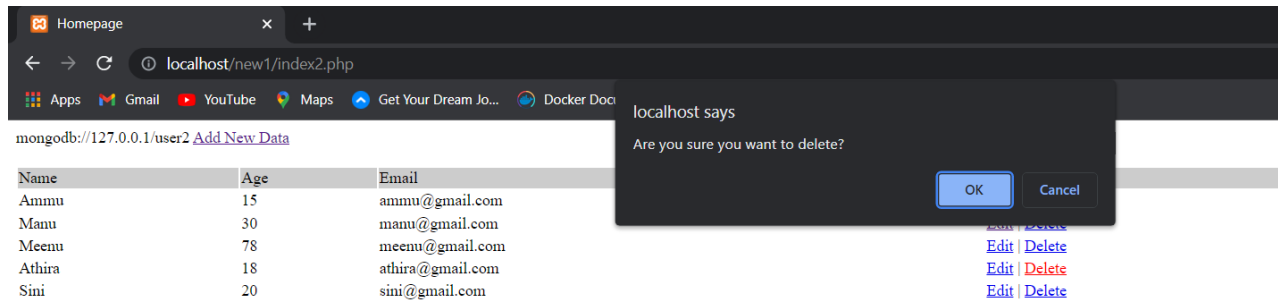 Homepage
localhost/new1/index2.php
Apps Gmail YouTube Maps Get Your Dream Jo... Docker Docu
localhost says
Are you sure you want to delete?
OK Cancel
mongodb://127.0.0.1/user2 Add New Data
Name Age Email
Ammu 15 ammu@gmail.com
Manu 30 manu@gmail.com Edit | Delete
Meenu 78 meenu@gmail.com Edit | Delete
Athira 18 athira@gmail.com Edit | Delete
Sini 20 sini@gmail.com Edit | Delete